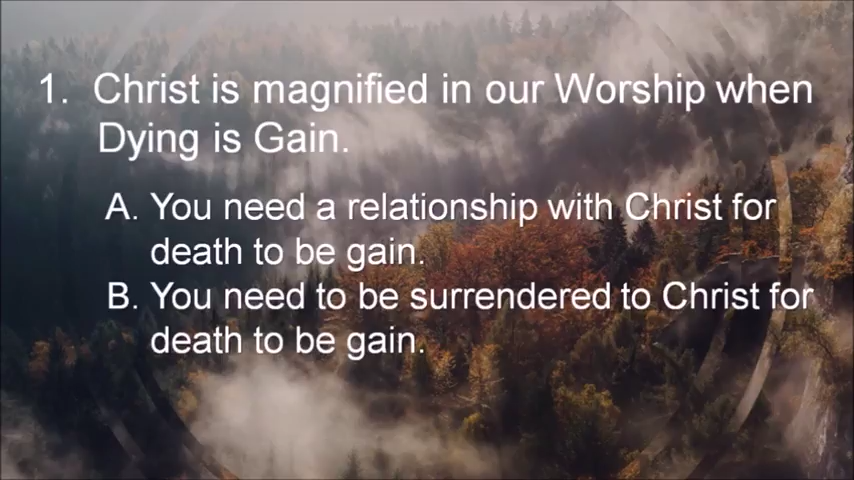 1. Christ is magnified in our Worship when
Dying is Gain.
A. You need a relationship with Christ for
death to be gain.
B. You need to be surrendered to Christ for
death to be gain.